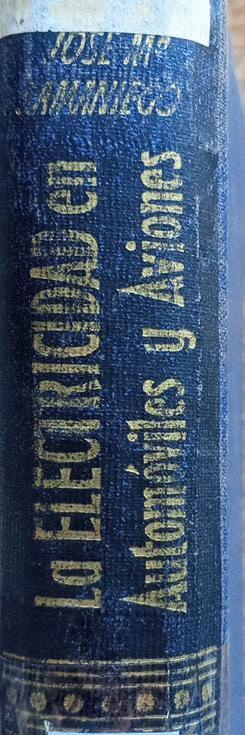 JOSE Mª
SAMANIEGO
La ELECTRICIDAD en
Automóviles y Aviones